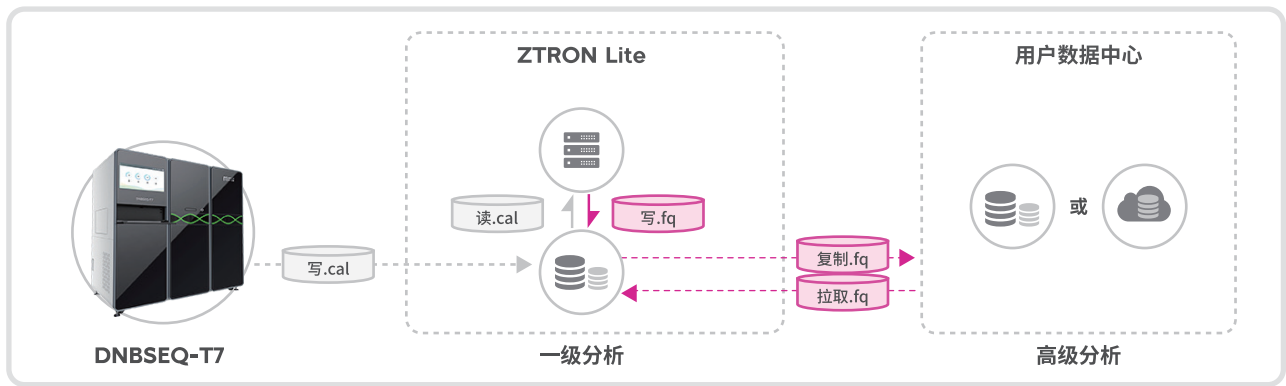 ZTRON Lite
用户数据中心
读.cal
写.fq
或
写.cal
复制.fq
拉取.fq
DNBSEQ-T7
一级分析
高级分析